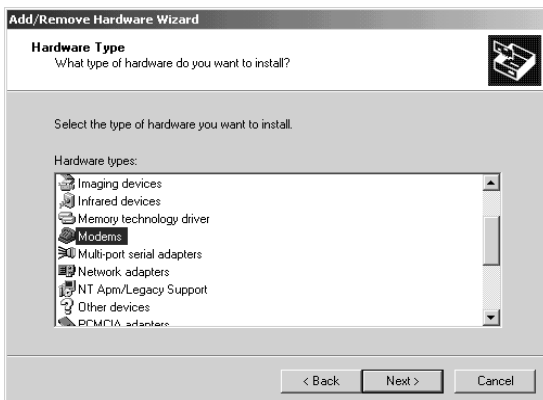 Add/Remove Hardware Wizard
Hardware Type
What type of hardware do you want to install?
Select the type of hardware you want to install.
Hardware types:
Imaging devices
Infrared devices
Memory technology driver
Modems
Multi-port serial adapters
Network adapters
NT Apm/Legacy Support
Other devices
PCMCIA adapters
< Back
Next >
Cancel